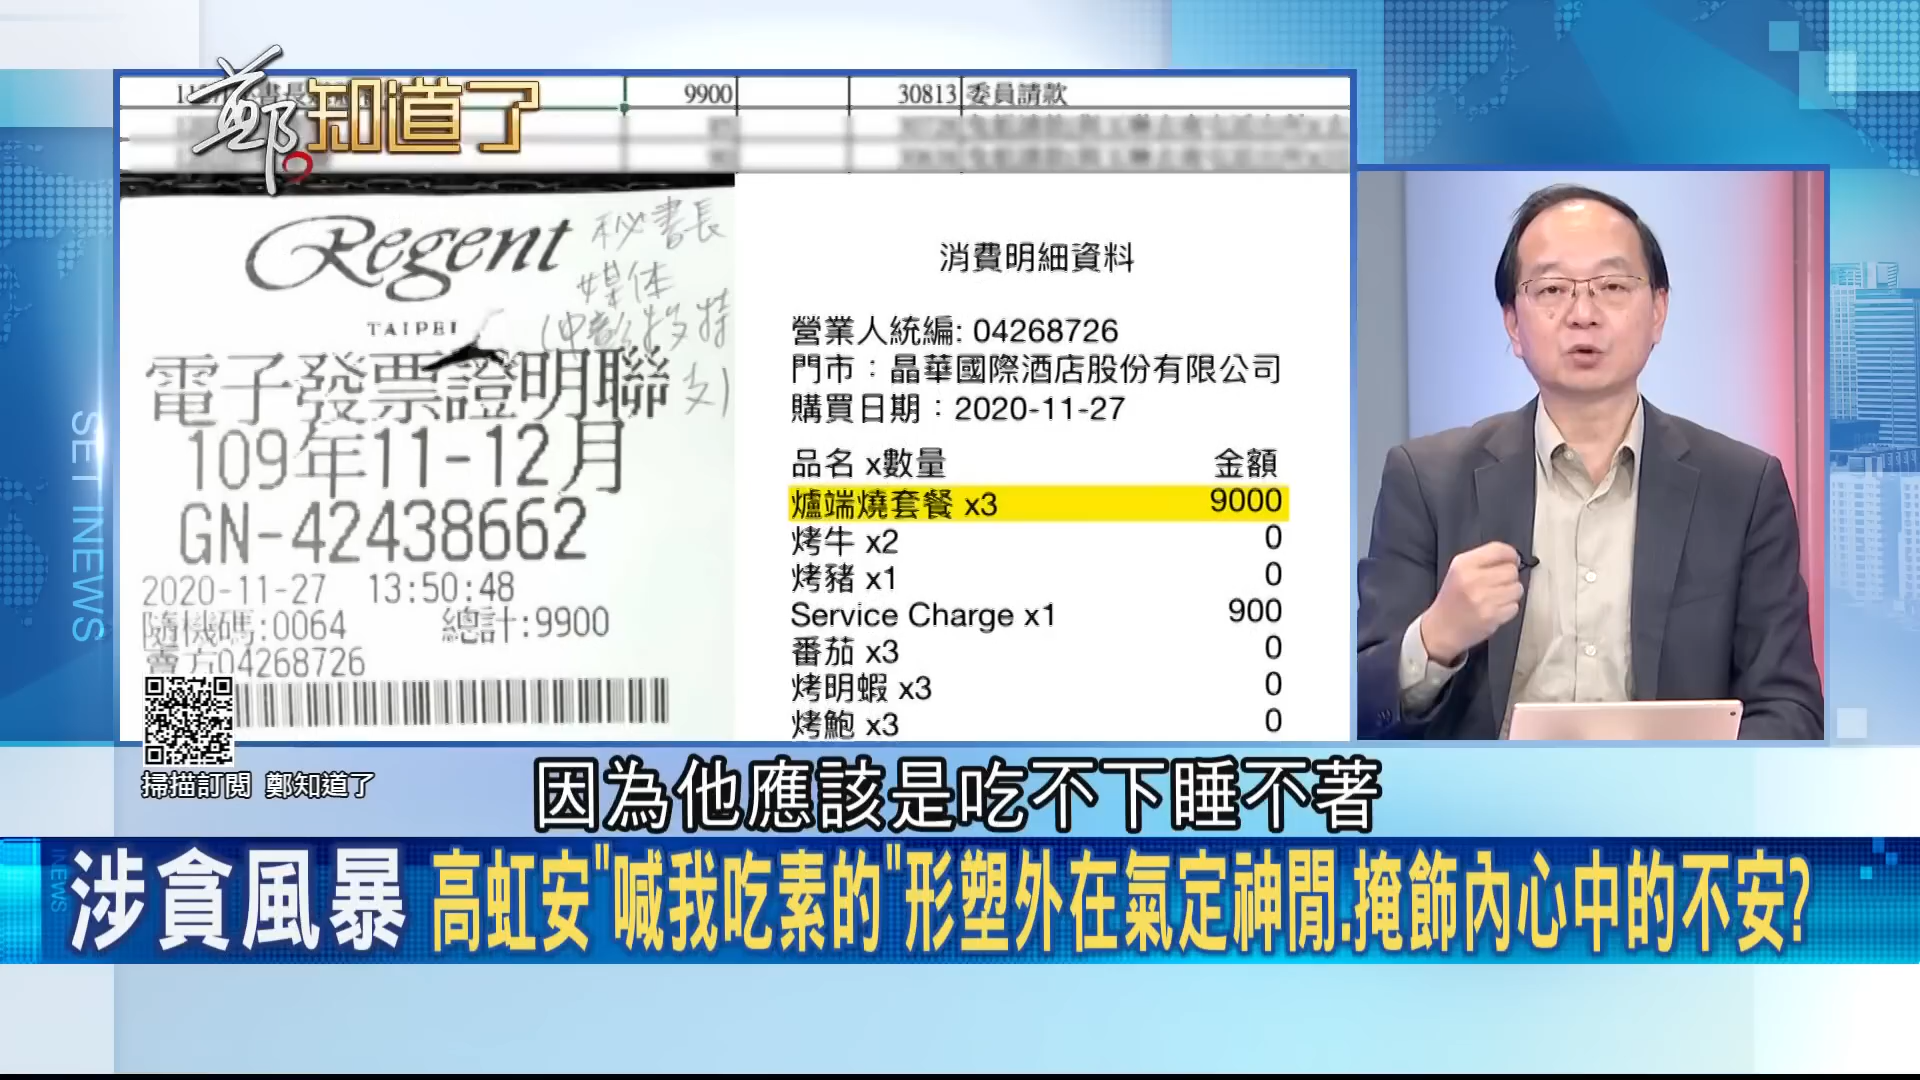 鄭知道了
9900
30813 委員請款
Regent
TAIPEI
秘書長
媒体
電子發票證明聯
109年11-12月
GN-42438662
2020-11-27 13:50:48
隨機碼:0064 總計:9900
賣方04268726
消費明細資料
營業人統編: 04268726
門市：晶華國際酒店股份有限公司
購買日期：2020-11-27
品名 x數量 金額
爐端燒套餐 x3 9000
烤牛 x2 0
烤豬 x1 0
Service Charge x1 900
番茄 x3 0
烤明蝦 x3 0
烤鮑 x3 0
SET INEWS
掃描訂閱 鄭知道了
因為他應該是吃不下睡不著
INEWS
涉貪風暴 高虹安"喊我吃素的"形塑外在氣定神閒.掩飾內心中的不安?